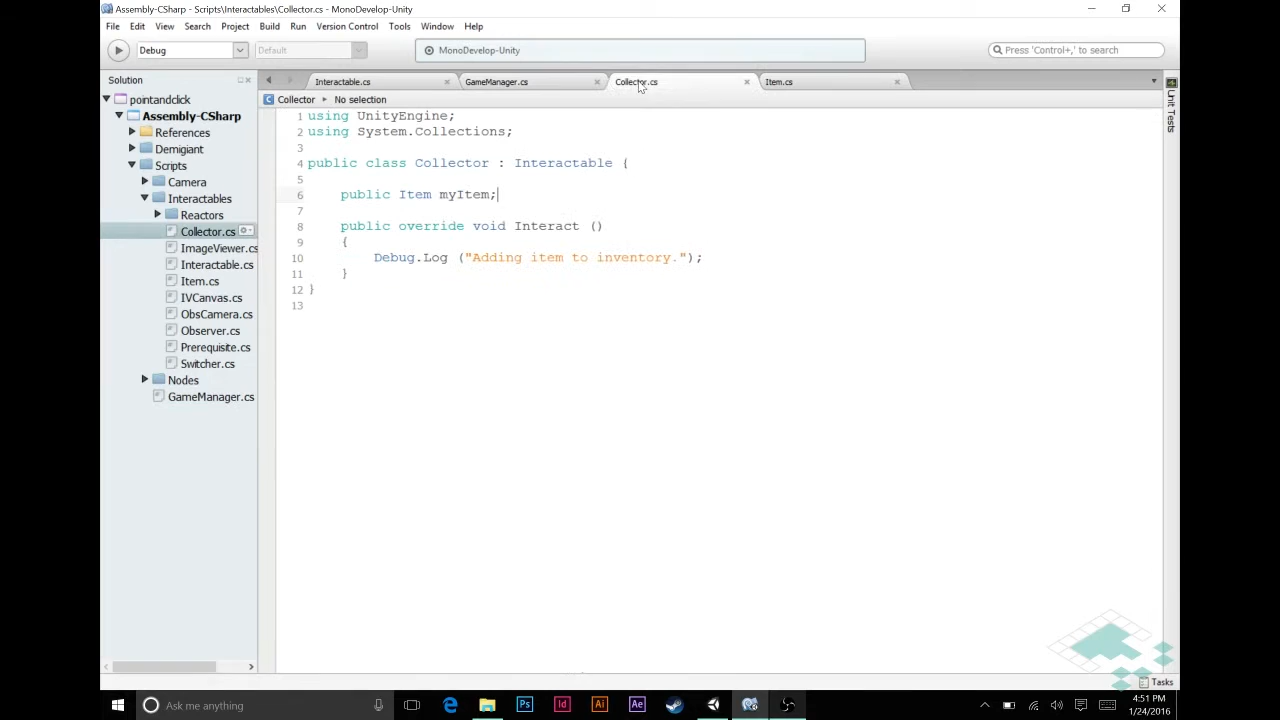 Assembly-CSharp - Scripts\Interactables\Collector.cs - MonoDevelop-Unity
File Edit View Search Project Build Run Version Control Tools Window Help
Debug Default MonoDevelop-Unity Press 'Control+,' to search
Solution
Interactable.cs GameManager.cs Collector.cs Item.cs
Collector No selection
pointandclick
Assembly-CSharp
References
Demigiant
Scripts
Camera
Interactables
Reactors
Collector.cs
ImageViewer.cs
Interactable.cs
Item.cs
IVCanvas.cs
ObsCamera.cs
Observer.cs
Prerequisite.cs
Switcher.cs
Nodes
GameManager.cs
1 using UnityEngine;
2 using System.Collections;
3
4 public class Collector : Interactable {
5
6 public Item myItem;
7
8 public override void Interact ()
9 {
10 Debug.Log ("Adding item to inventory.");
11 }
12 }
13
Unit Tests
Tasks
Ask me anything
Ps Id Ai Ae
4:51 PM
1/24/2016